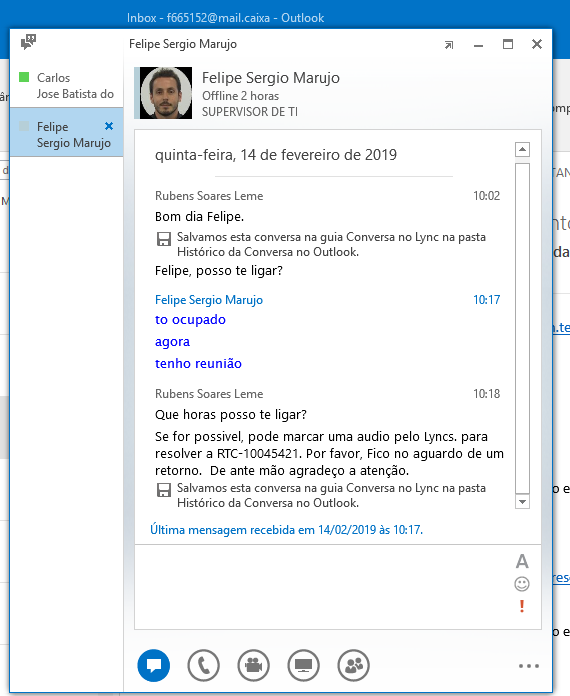 Inbox - f665152@mail.caixa - Outlook
Felipe Sergio Marujo
Carlos
Jose Batista do
Felipe
Sergio Marujo
Felipe Sergio Marujo
Offline 2 horas
SUPERVISOR DE TI
quinta-feira, 14 de fevereiro de 2019
Rubens Soares Leme 10:02
Bom dia Felipe.
Salvamos esta conversa na guia Conversa no Lync na pasta
Histórico da Conversa no Outlook.
Felipe, posso te ligar?
Felipe Sergio Marujo 10:17
to ocupado
agora
tenho reunião
Rubens Soares Leme 10:18
Que horas posso te ligar?
Se for possivel, pode marcar uma audio pelo Lyncs. para
resolver a RTC-10045421. Por favor, Fico no aguardo de um
retorno. De ante mão agradeço a atenção.
Salvamos esta conversa na guia Conversa no Lync na pasta
Histórico da Conversa no Outlook.
Última mensagem recebida em 14/02/2019 às 10:17.
A
!